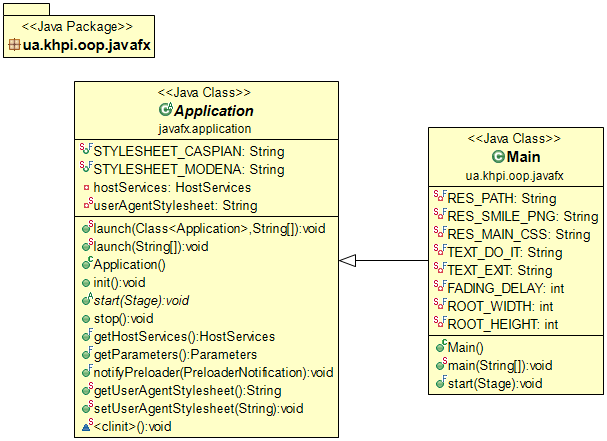 <<Java Package>>
ua.khpi.oop.javafx
<<Java Class>>
Application
javafx.application
STYLESHEET_CASPIAN: String
STYLESHEET_MODENA: String
hostServices: HostServices
userAgentStylesheet: String
launch(Class<Application>,String[]):void
launch(String[]):void
Application()
init():void
start(Stage):void
stop():void
getHostServices():HostServices
getParameters():Parameters
notifyPreloader(PreloaderNotification):void
getUserAgentStylesheet():String
setUserAgentStylesheet(String):void
<clinit>():void
<<Java Class>>
Main
ua.khpi.oop.javafx
RES_PATH: String
RES_SMILE_PNG: String
RES_MAIN_CSS: String
TEXT_DO_IT: String
TEXT_EXIT: String
FADING_DELAY: int
ROOT_WIDTH: int
ROOT_HEIGHT: int
Main()
main(String[]):void
start(Stage):void